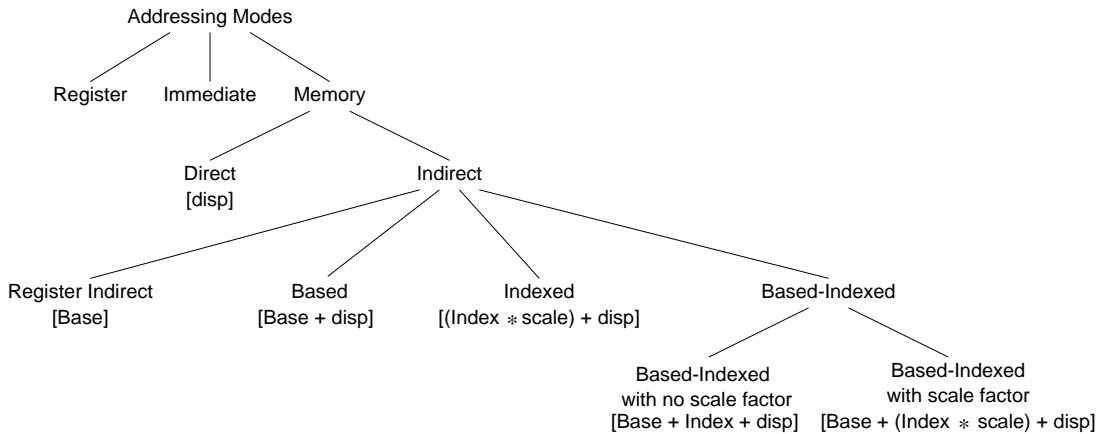 Addressing Modes
Register Immediate Memory
Direct Indirect
[disp]
Register Indirect Based Indexed Based-Indexed
[Base] [Base + disp] [(Index * scale) + disp]
Based-Indexed Based-Indexed
with no scale factor with scale factor
[Base + Index + disp] [Base + (Index * scale) + disp]